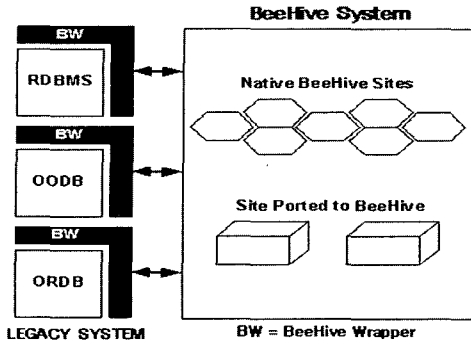 BeeHive System
BW
RDBMS
Native BeeHive Sites
BW
OODB
Site Ported to BeeHive
BW
ORDB
LEGACY SYSTEM
BW = BeeHive Wrapper